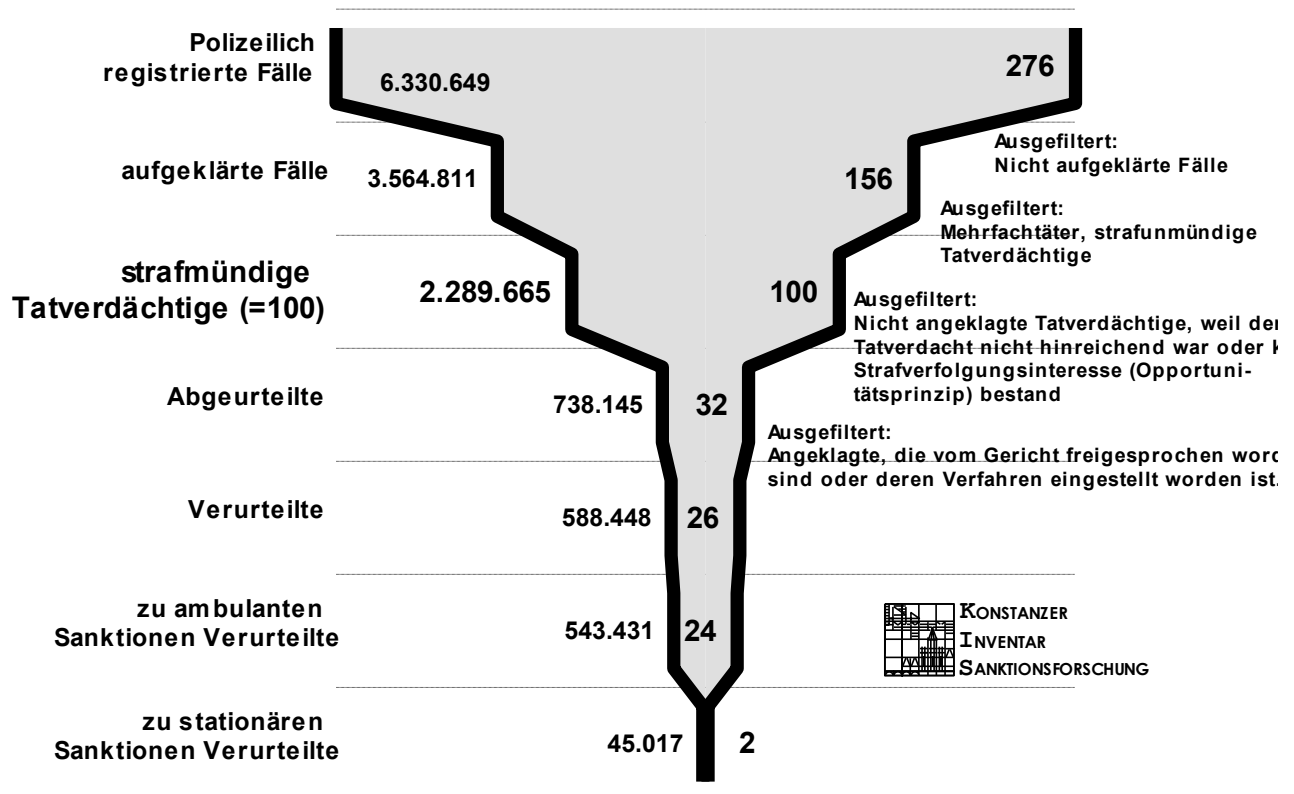 Polizeilich
registrierte Fälle
6.330.649
276
Ausgefiltert:
Nicht aufgeklärte Fälle
aufgeklärte Fälle
3.564.811
156
Ausgefiltert:
Mehrfachtäter, strafunmündige
Tatverdächtige
strafmündige
Tatverdächtige (=100)
2.289.665
100
Ausgefiltert:
Nicht angeklagte Tatverdächtige, weil der
Tatverdacht nicht hinreichend war oder
Strafverfolgungsinteresse (Opportuni-
tätsprinzip) bestand
Abgeurteilte
738.145
32
Ausgefiltert:
Angeklagte, die vom Gericht freigesprochen
sind oder deren Verfahren eingestellt worden ist.
Verurteilte
588.448
26
zu ambulanten
Sanktionen Verurteilte
543.431
24
KONSTANZER
INVENTAR
SANKTIONSFORSCHUNG
zu stationären
Sanktionen Verurteilte
45.017
2